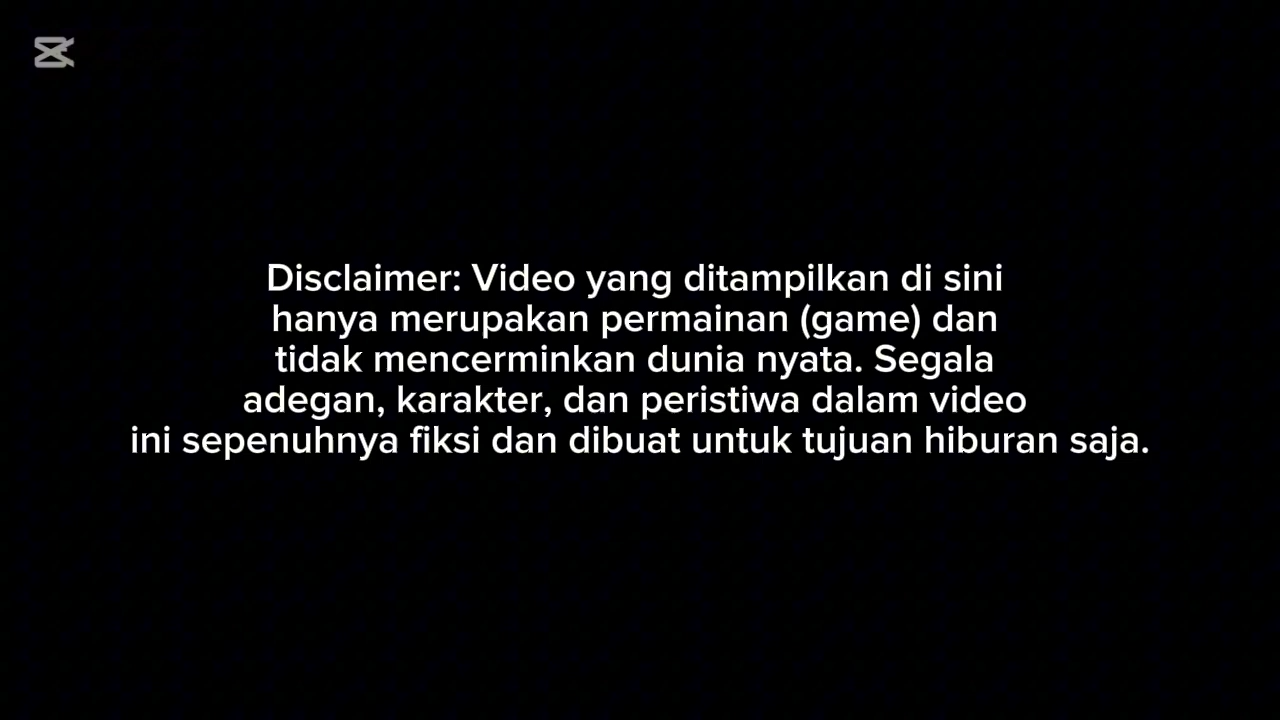 Disclaimer: Video yang ditampilkan di sini
hanya merupakan permainan (game) dan
tidak mencerminkan dunia nyata. Segala
adegan, karakter, dan peristiwa dalam video
ini sepenuhnya fiksi dan dibuat untuk tujuan hiburan saja.